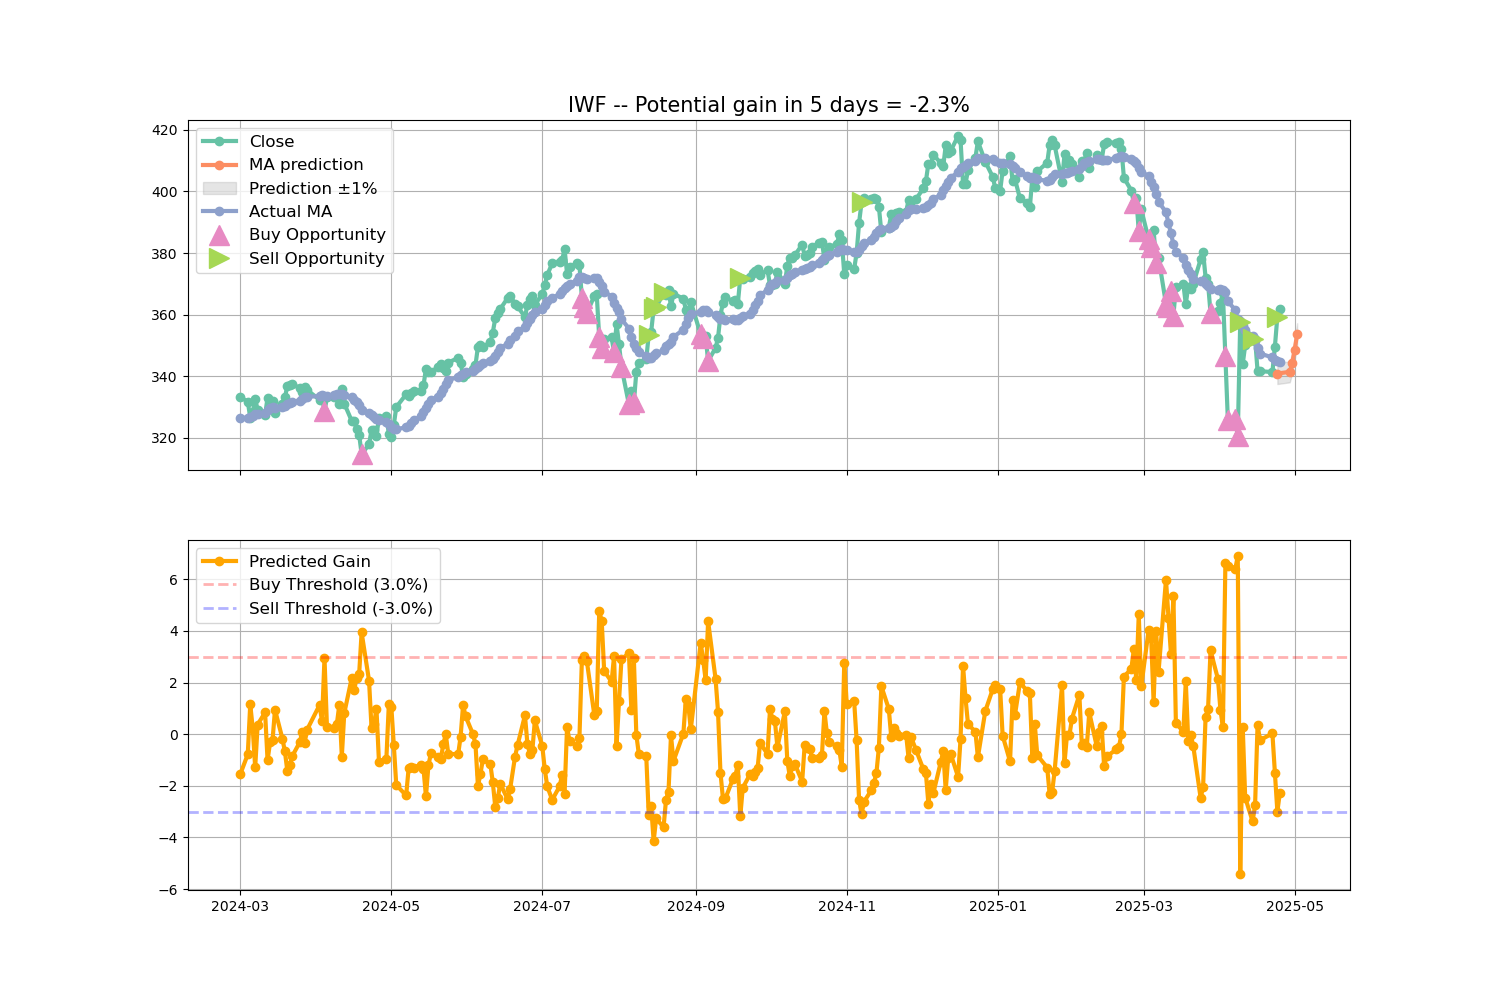 IWF -- Potential gain in 5 days = -2.3%
420
400
380
360
340
320
Close
MA prediction
Prediction ±1%
Actual MA
Buy Opportunity
Sell Opportunity
6
4
2
0
−2
−4
−6
Predicted Gain
Buy Threshold (3.0%)
Sell Threshold (-3.0%)
2024-03
2024-05
2024-07
2024-09
2024-11
2025-01
2025-03
2025-05